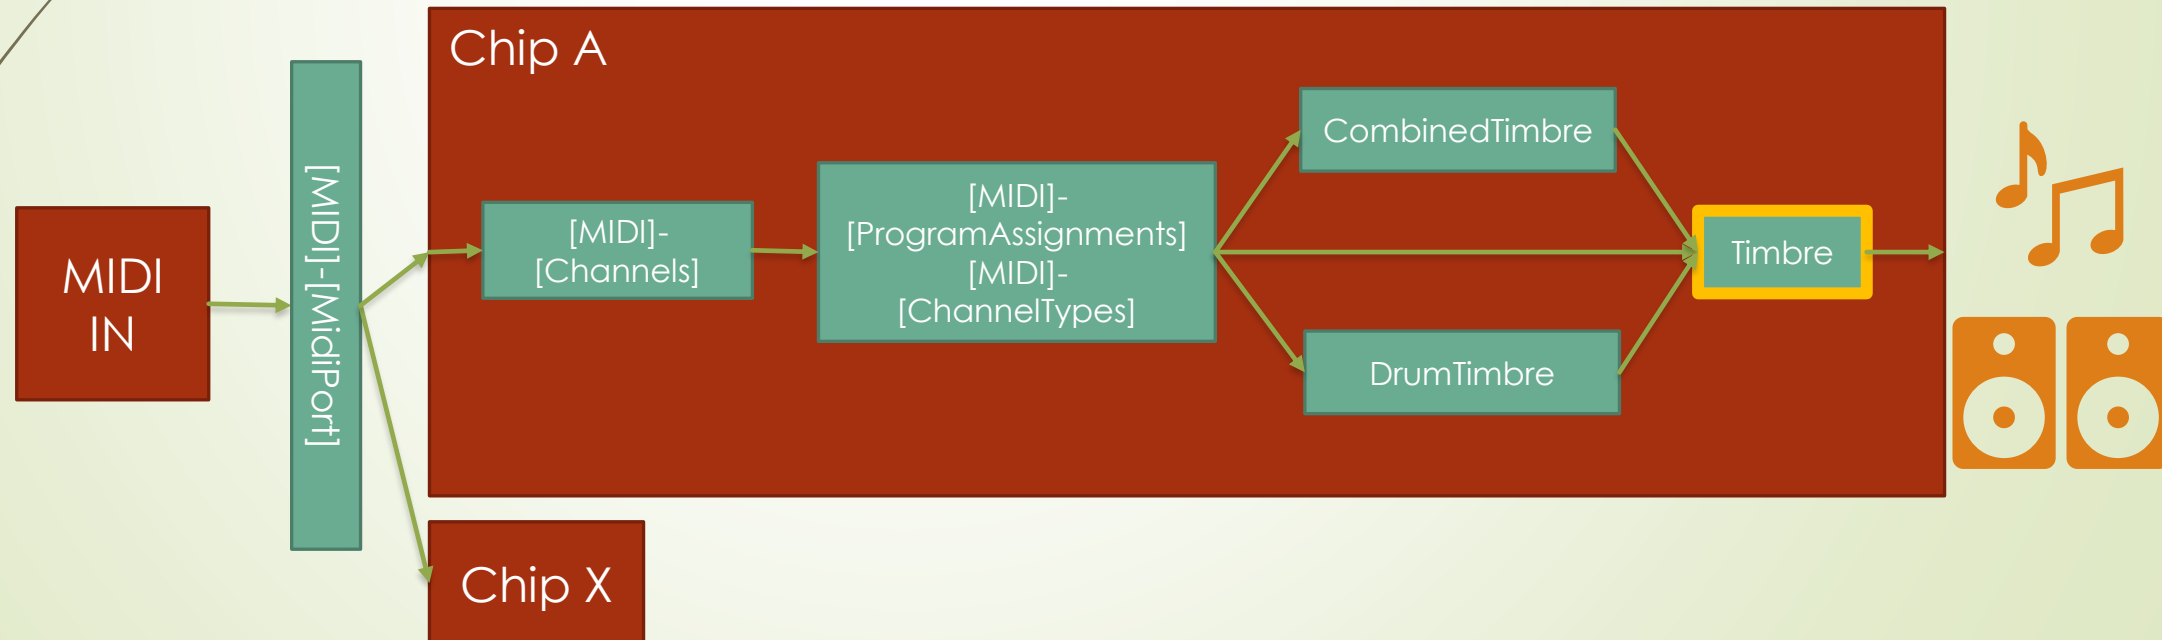 Chip A
MIDI
IN
[MIDI]-[MidiPort]
[MIDI]-
[Channels]
[MIDI]-
[ProgramAssignments]
[MIDI]-
[ChannelTypes]
CombinedTimbre
Timbre
DrumTimbre
Chip X